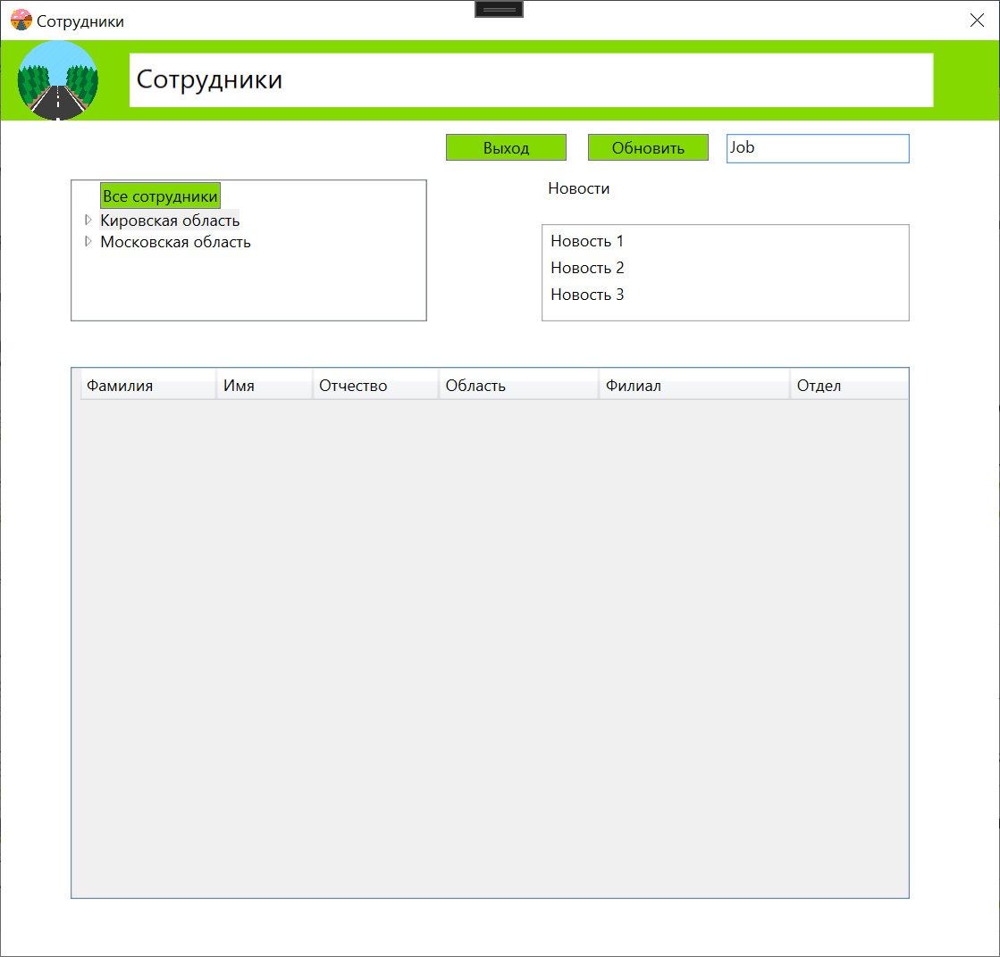 Сотрудники
Сотрудники
Выход Обновить Job
Все сотрудники
Кировская область
Московская область
Новости
Новость 1
Новость 2
Новость 3
Фамилия Имя Отчество Область Филиал Отдел